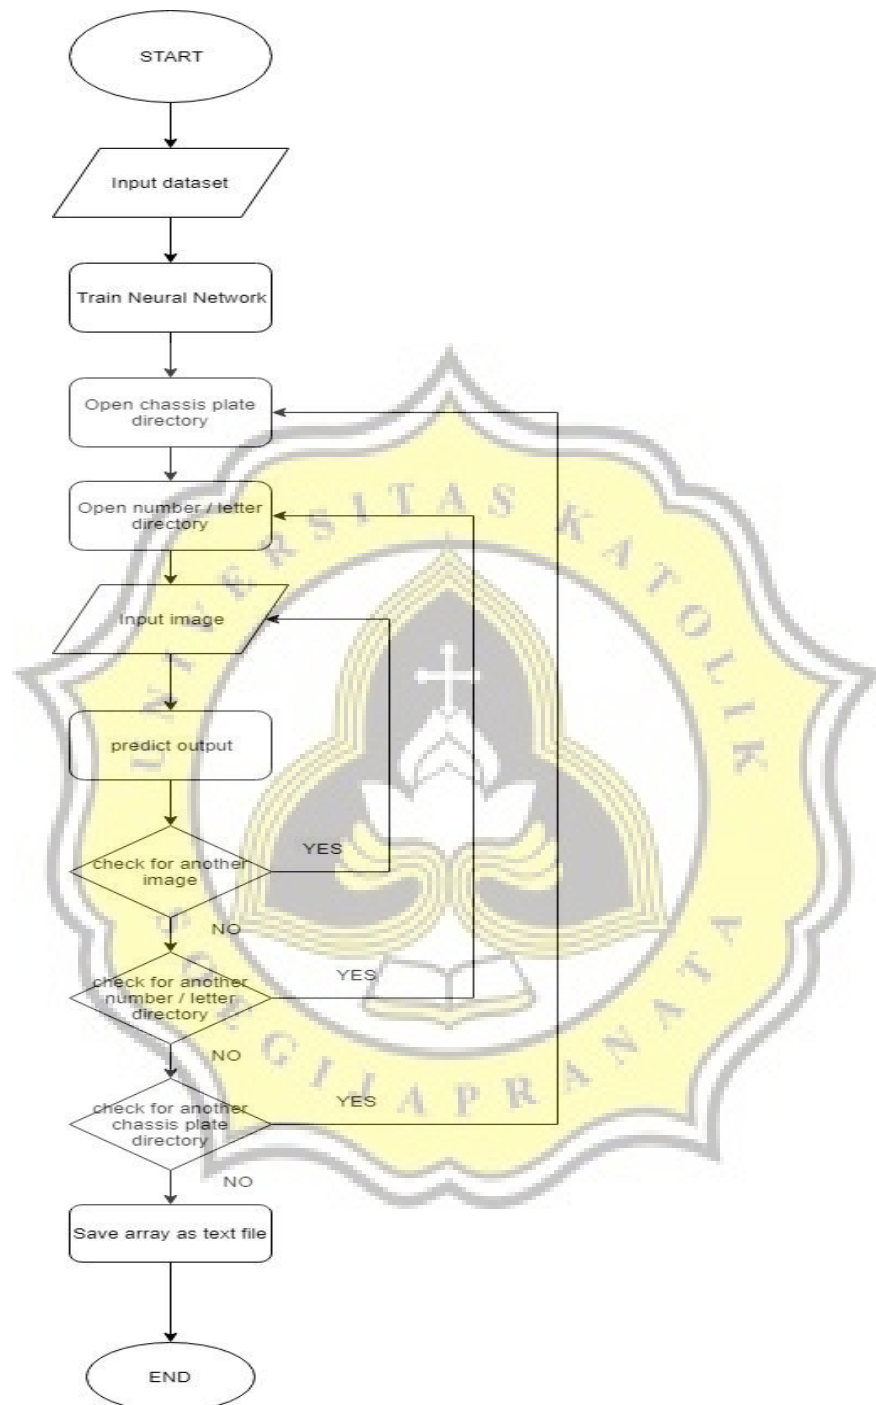 START
Input dataset
Train Neural Network
Open chassis plate
directory
Open number / letter
directory
Input image
predict output
check for another
image
YES
NO
check for another
number / letter
directory
YES
NO
check for another
chassis plate
directory
YES
NO
Save array as text file
END
UNIVERSITAS KATOLIK
SOEGIJAPRANATA